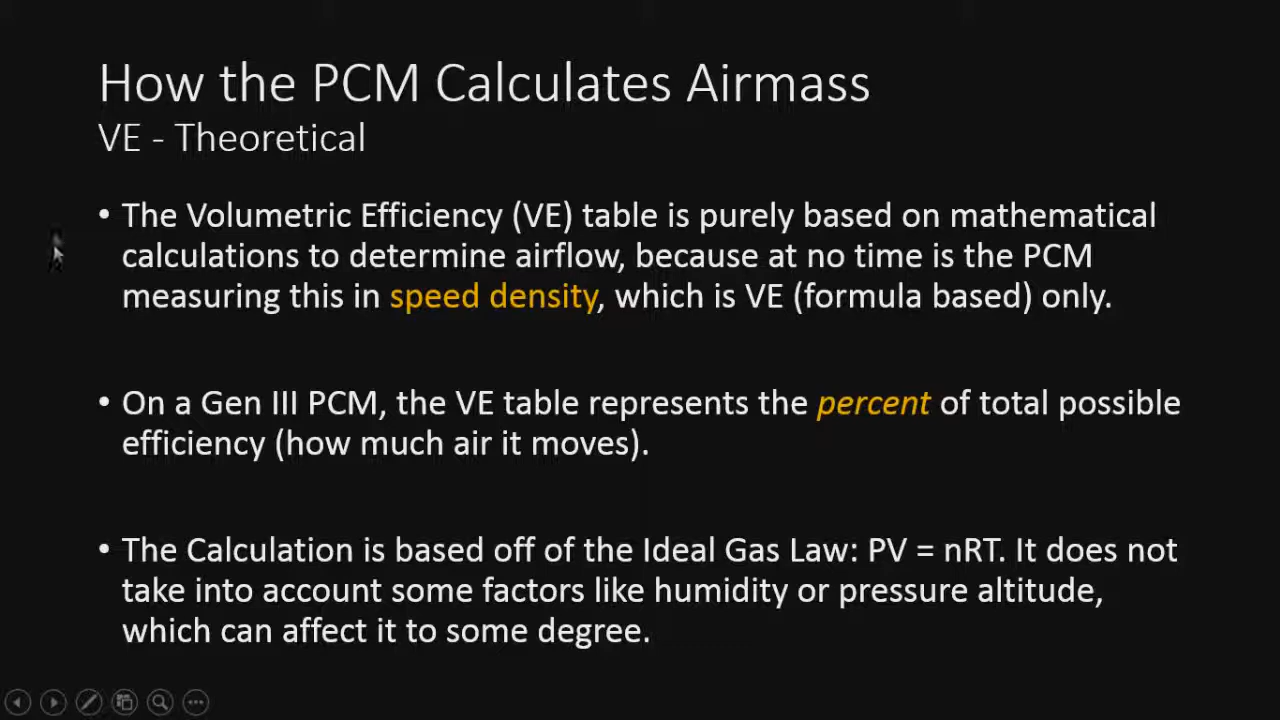 How the PCM Calculates Airmass
VE - Theoretical
• The Volumetric Efficiency (VE) table is purely based on mathematical
calculations to determine airflow, because at no time is the PCM
measuring this in speed density, which is VE (formula based) only.
• On a Gen III PCM, the VE table represents the percent of total possible
efficiency (how much air it moves).
• The Calculation is based off of the Ideal Gas Law: PV = nRT. It does not
take into account some factors like humidity or pressure altitude,
which can affect it to some degree.